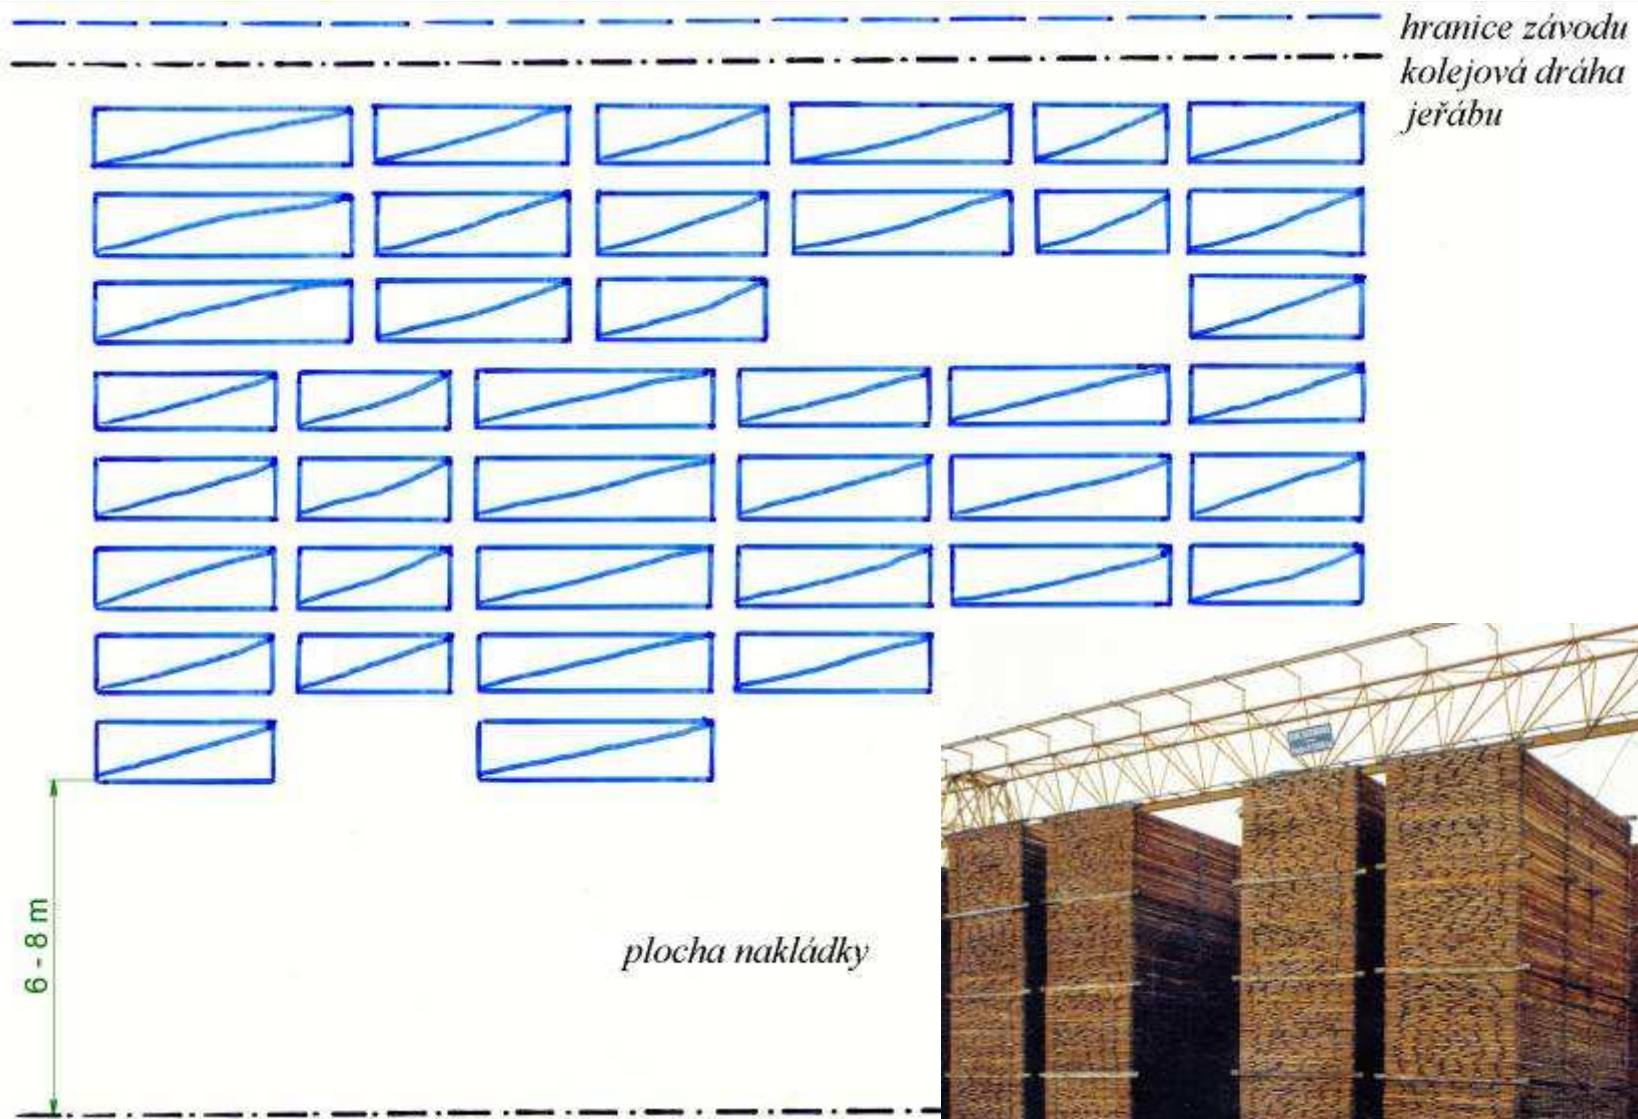 hranice závodu
kolejová dráha
jeřábu
6 - 8 m
plocha nakládky